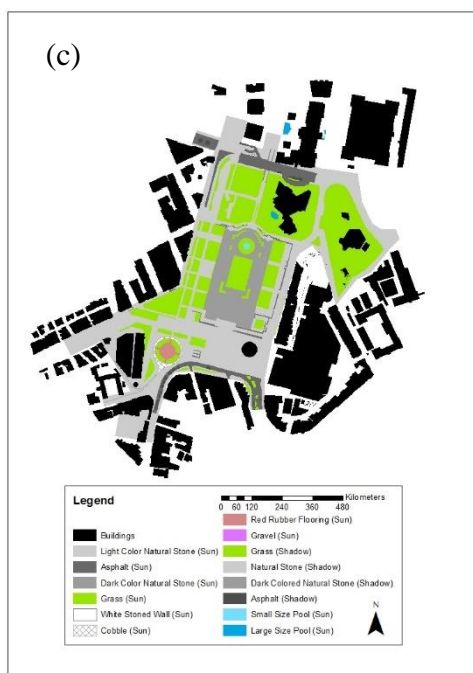 (c)
Legend
Kilometers
0 60 120 240 360 480
Buildings
Light Color Natural Stone (Sun)
Asphalt (Sun)
Dark Color Natural Stone (Sun)
Grass (Sun)
White Stoned Wall (Sun)
Cobble (Sun)
Red Rubber Flooring (Sun)
Gravel (Sun)
Grass (Shadow)
Natural Stone (Shadow)
Dark Colored Natural Stone (Shadow)
Asphalt (Shadow)
Small Size Pool (Sun)
Large Size Pool (Sun)
N